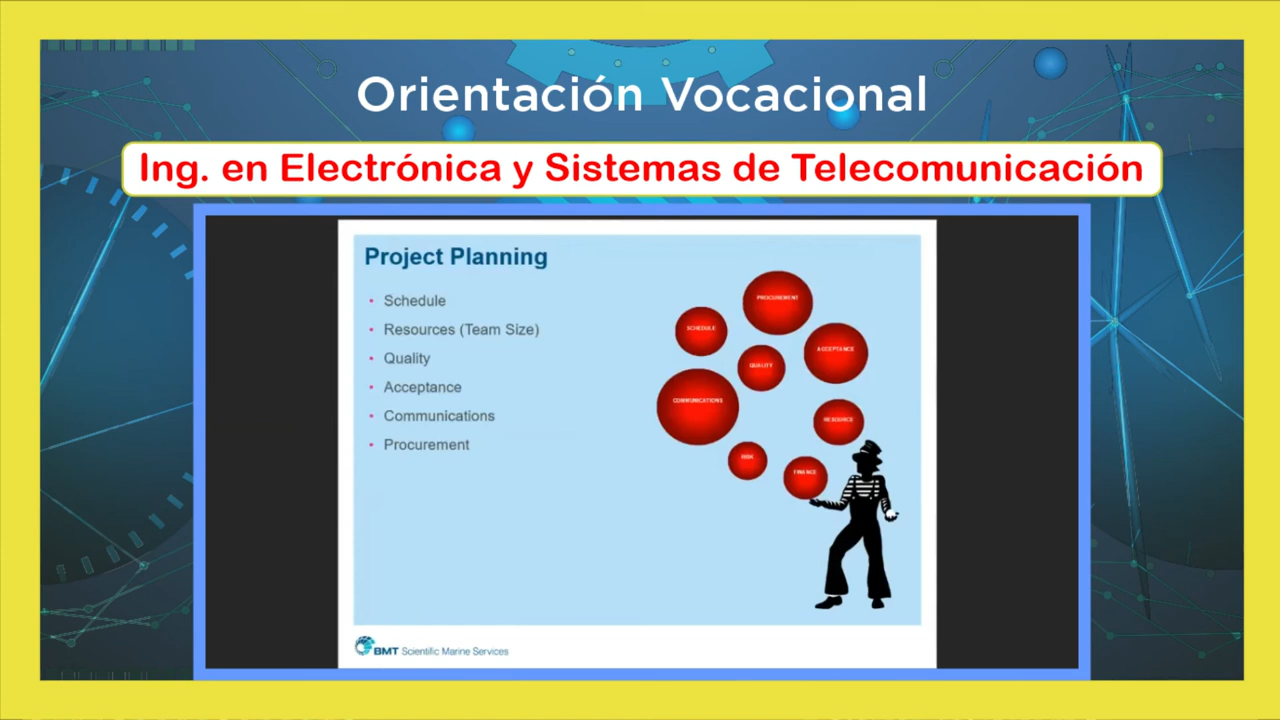 Orientación Vocacional
Ing. en Electrónica y Sistemas de Telecomunicación
Project Planning
• Schedule
• Resources (Team Size)
• Quality
• Acceptance
• Communications
• Procurement
PROCUREMENT
SCHEDULE
ACCEPTANCE
QUALITY
COMMUNICATIONS
RESOURCE
RISK
FINANCE
BMT Scientific Marine Services